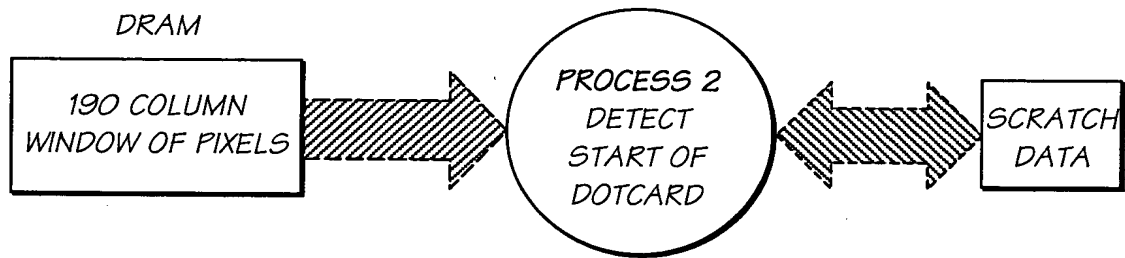 DRAM
190 COLUMN
WINDOW OF PIXELS
PROCESS 2
DETECT
START OF
DOTCARD
SCRATCH
DATA